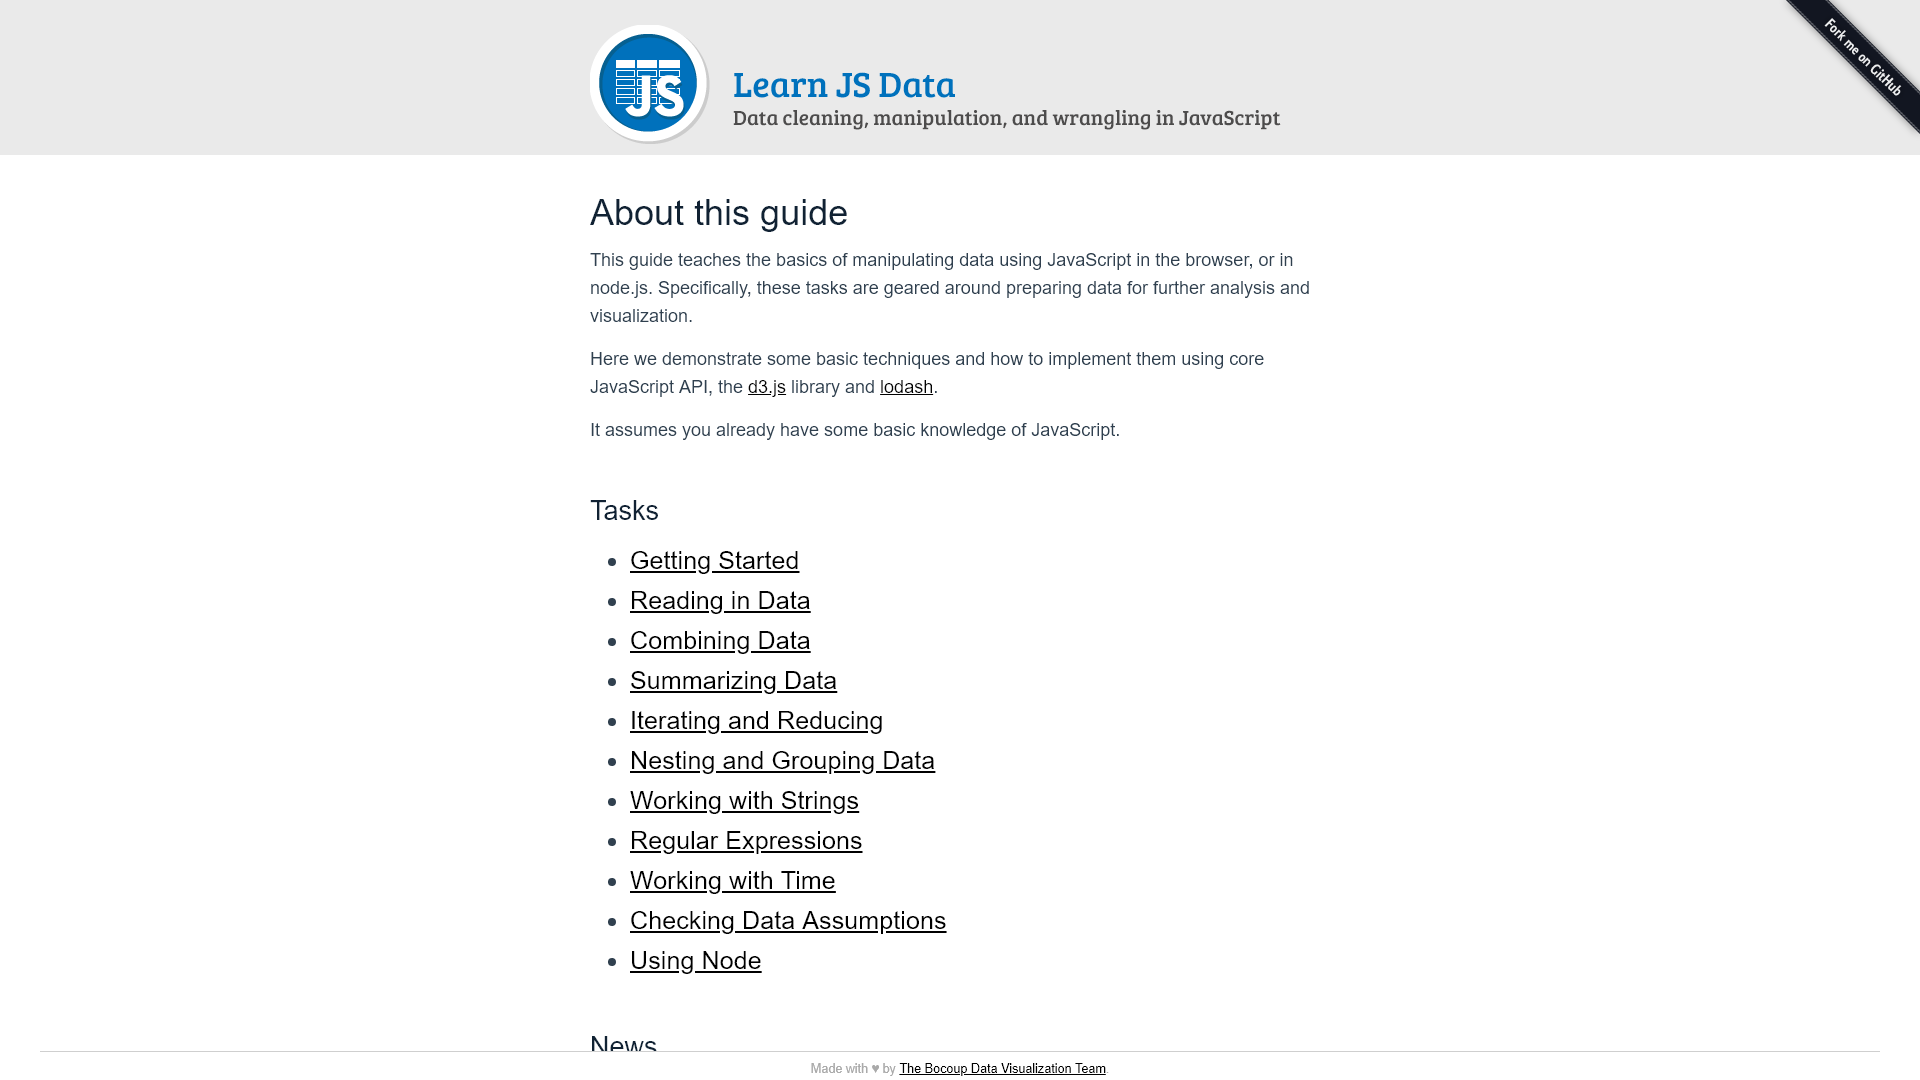 Fork me on GitHub
JS
Learn JS Data
Data cleaning, manipulation, and wrangling in JavaScript
About this guide
This guide teaches the basics of manipulating data using JavaScript in the browser, or in
node.js. Specifically, these tasks are geared around preparing data for further analysis and
visualization.
Here we demonstrate some basic techniques and how to implement them using core
JavaScript API, the d3.js library and lodash.
It assumes you already have some basic knowledge of JavaScript.
Tasks
• Getting Started
• Reading in Data
• Combining Data
• Summarizing Data
• Iterating and Reducing
• Nesting and Grouping Data
• Working with Strings
• Regular Expressions
• Working with Time
• Checking Data Assumptions
• Using Node
News
Made with ♥ by The Bocoup Data Visualization Team.